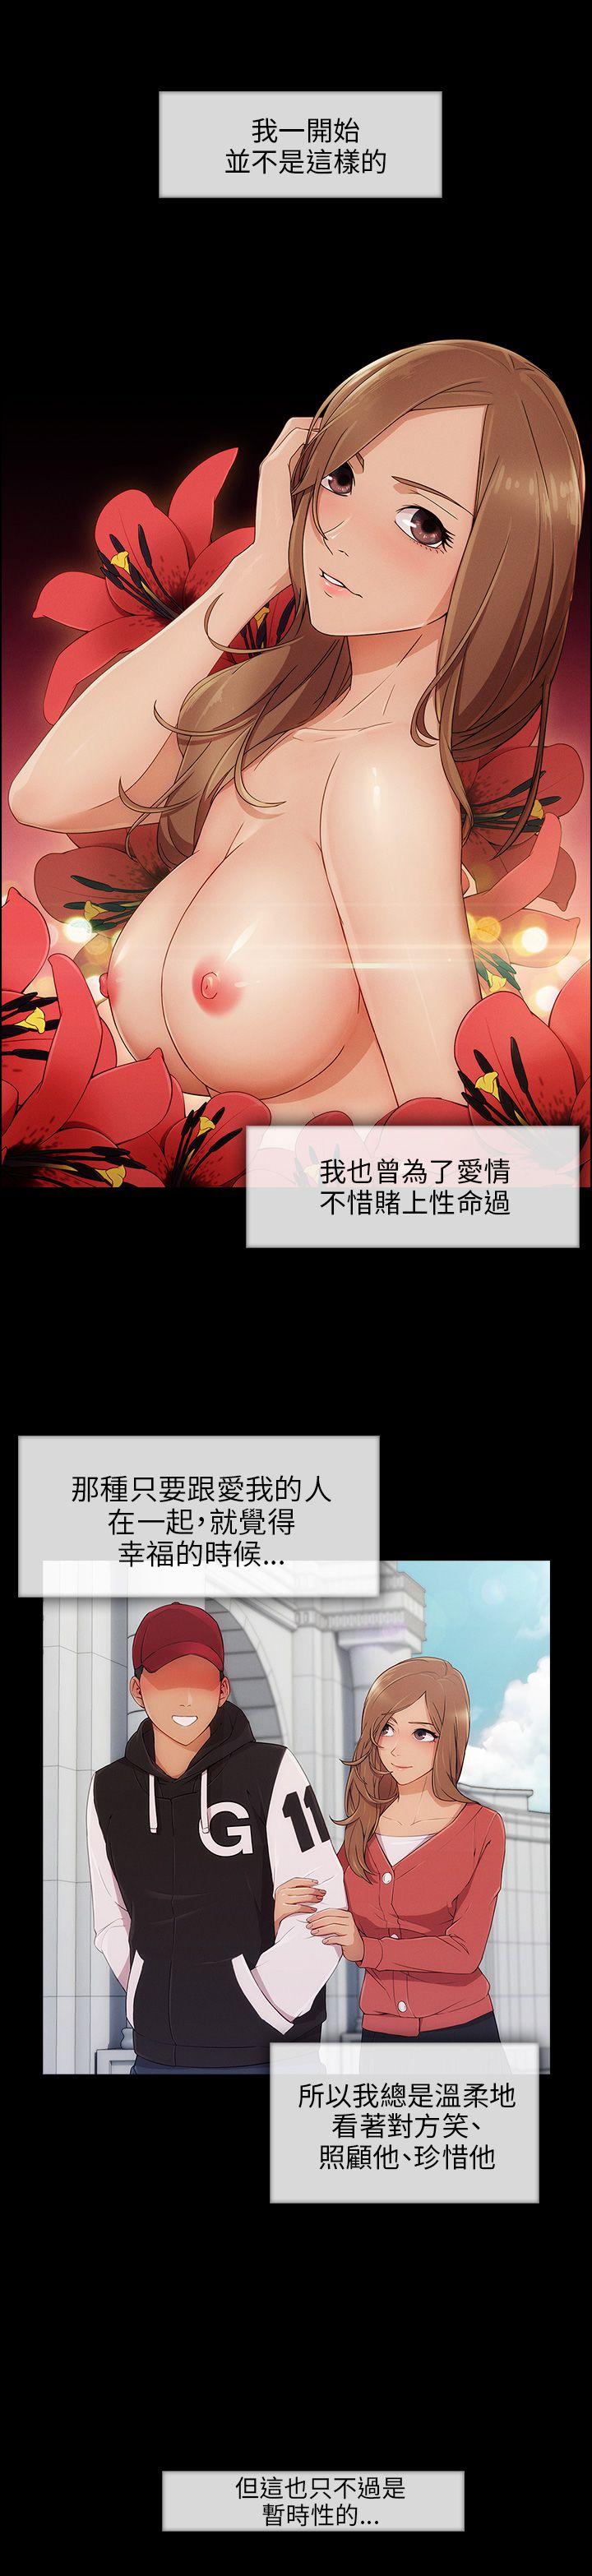 我一開始
並不是這樣的
我也曾為了愛情
不惜賭上性命過
那種只要跟愛我的人
在一起,就覺得
幸福的時候...
G 11
所以我總是溫柔地
看著對方笑、
照顧他、珍惜他
但這也只不過是
暫時性的...